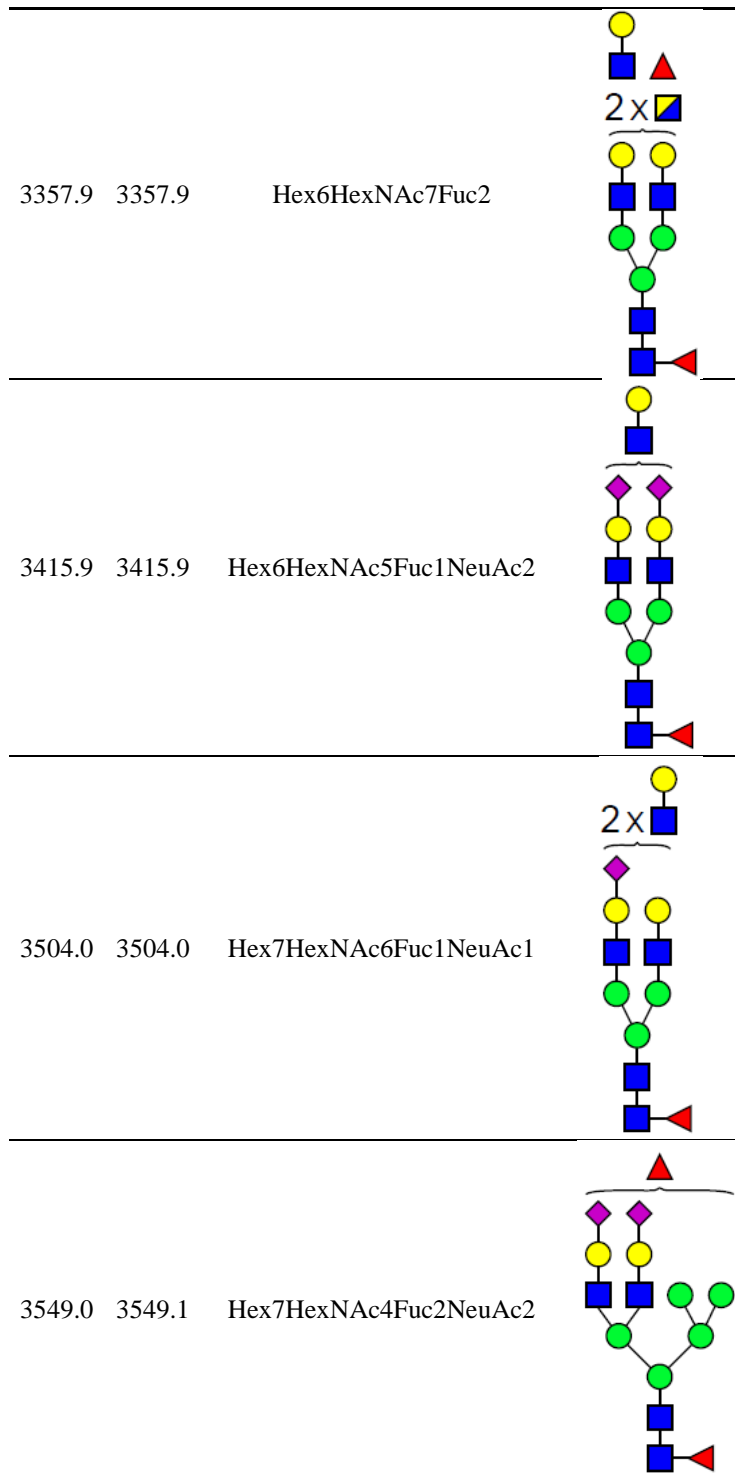 2 x
3357.9 3357.9 Hex6HexNAc7Fuc2
3415.9 3415.9 Hex6HexNAc5Fuc1NeuAc2
2 x
3504.0 3504.0 Hex7HexNAc6Fuc1NeuAc1
3549.0 3549.1 Hex7HexNAc4Fuc2NeuAc2